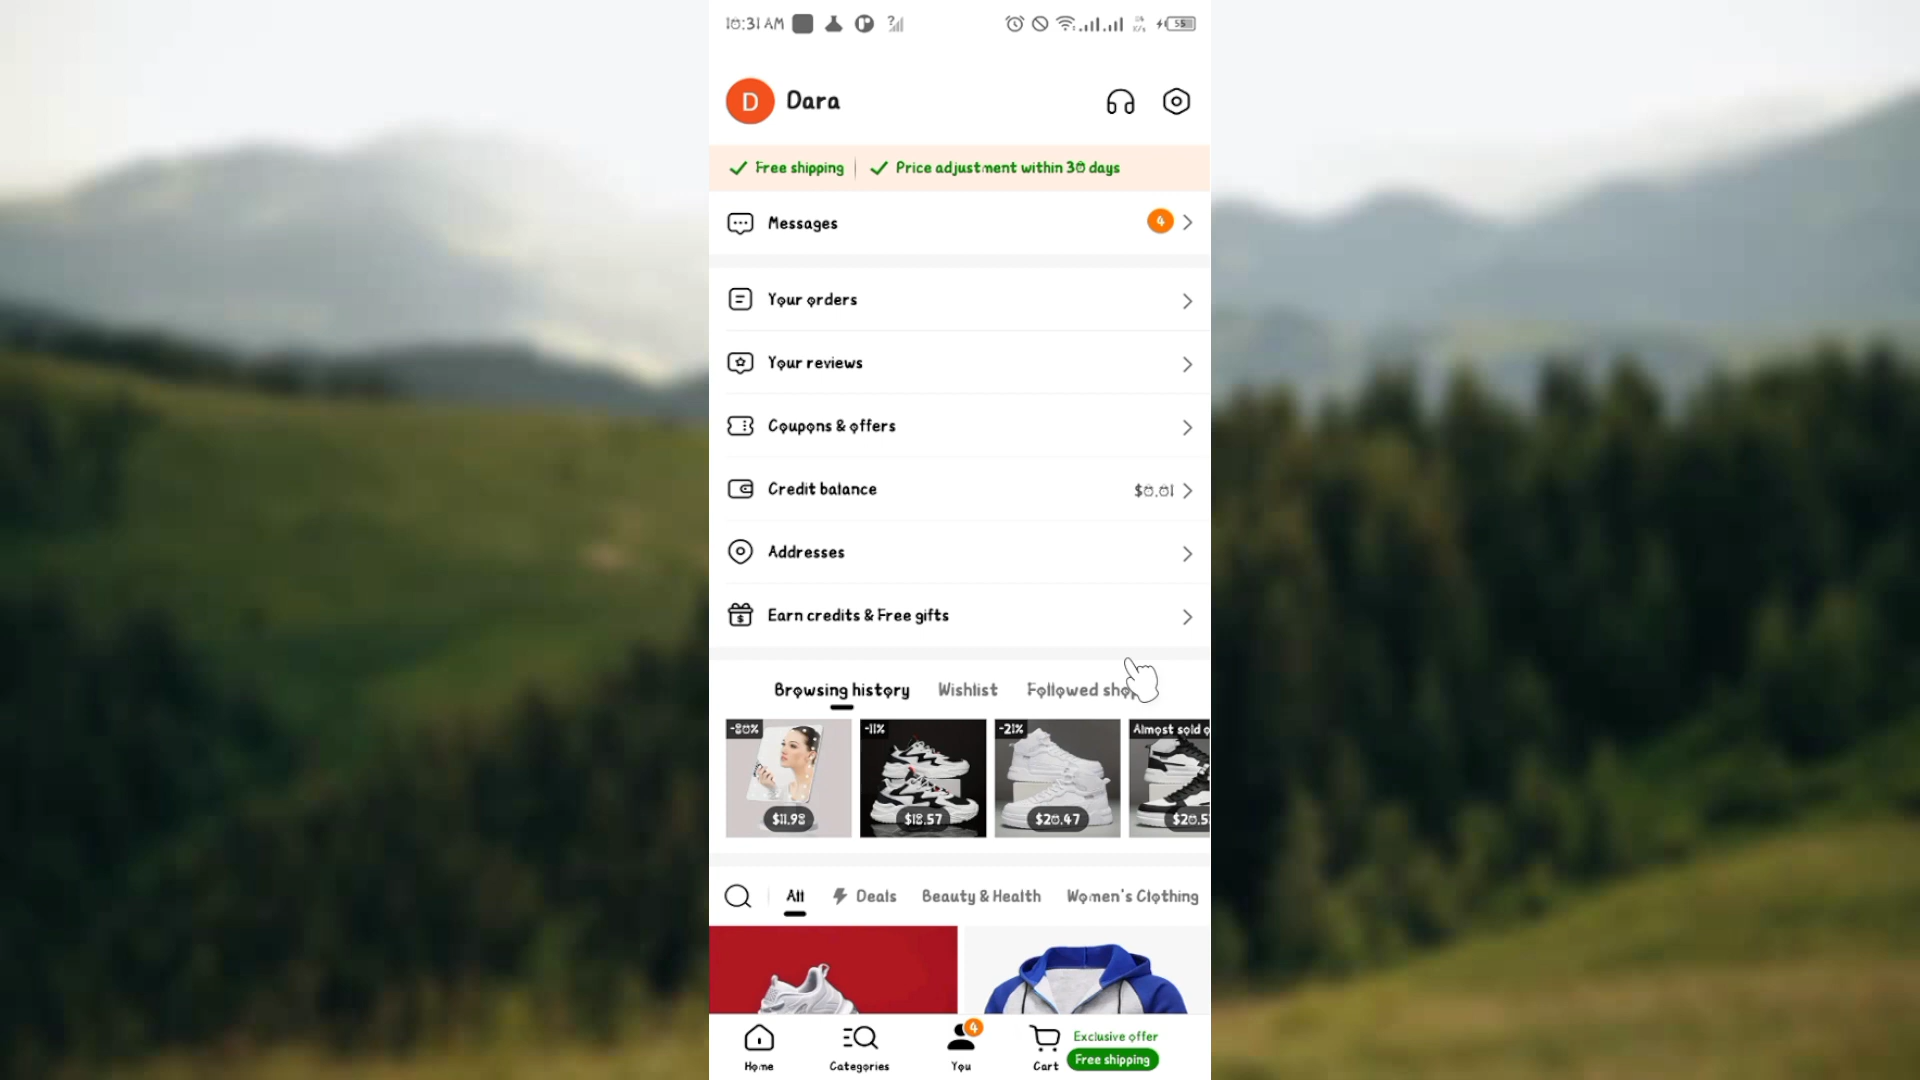 10:31 AM
55
D Dara
Free shipping Price adjustment within 30 days
Messages 4
Your orders
Your reviews
Coupons & offers
Credit balance $0.01
Addresses
Earn credits & Free gifts
Browsing history Wishlist Followed sho
-80% -11% -21% Almost sold o
$11.98 $18.57 $20.47 $20.5
All Deals Beauty & Health Women's Clothing
4 Exclusive offer
Free shipping
Home Categories You Cart